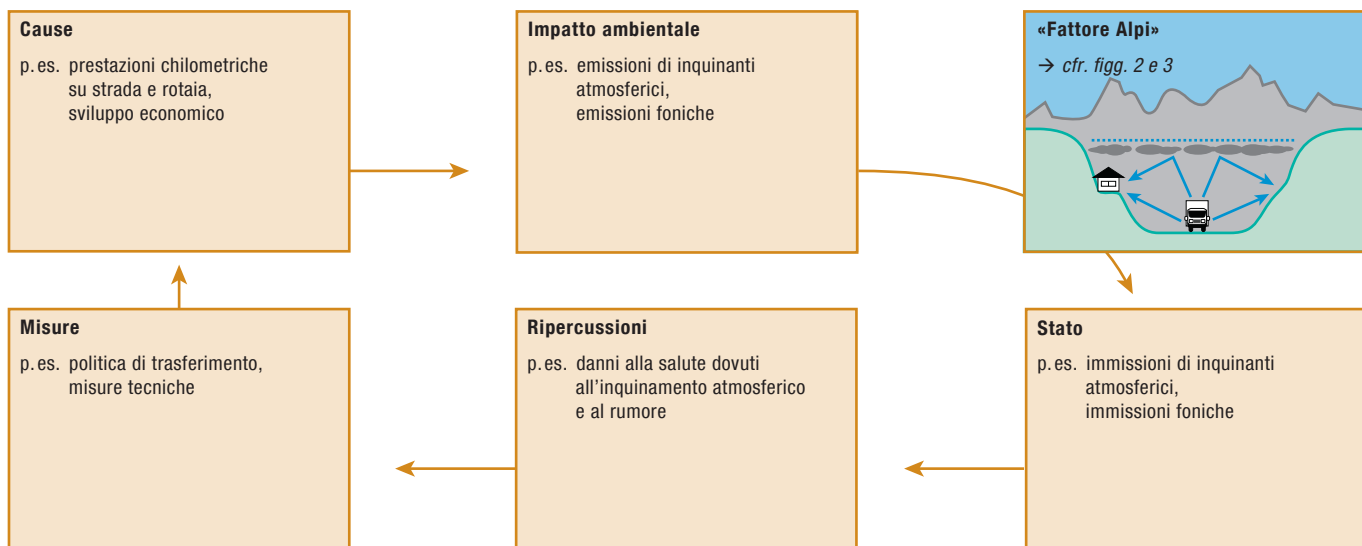 Cause
p.es. prestazioni chilometriche
su strada e rotaia,
sviluppo economico
Impatto ambientale
p.es. emissioni di inquinanti
atmosferici,
emissioni foniche
«Fattore Alpi»
→ cfr. figg. 2 e 3
Misure
p.es. politica di trasferimento,
misure tecniche
Ripercussioni
p.es. danni alla salute dovuti
all'inquinamento atmosferico
e al rumore
Stato
p.es. immissioni di inquinanti
atmosferici,
immissioni foniche